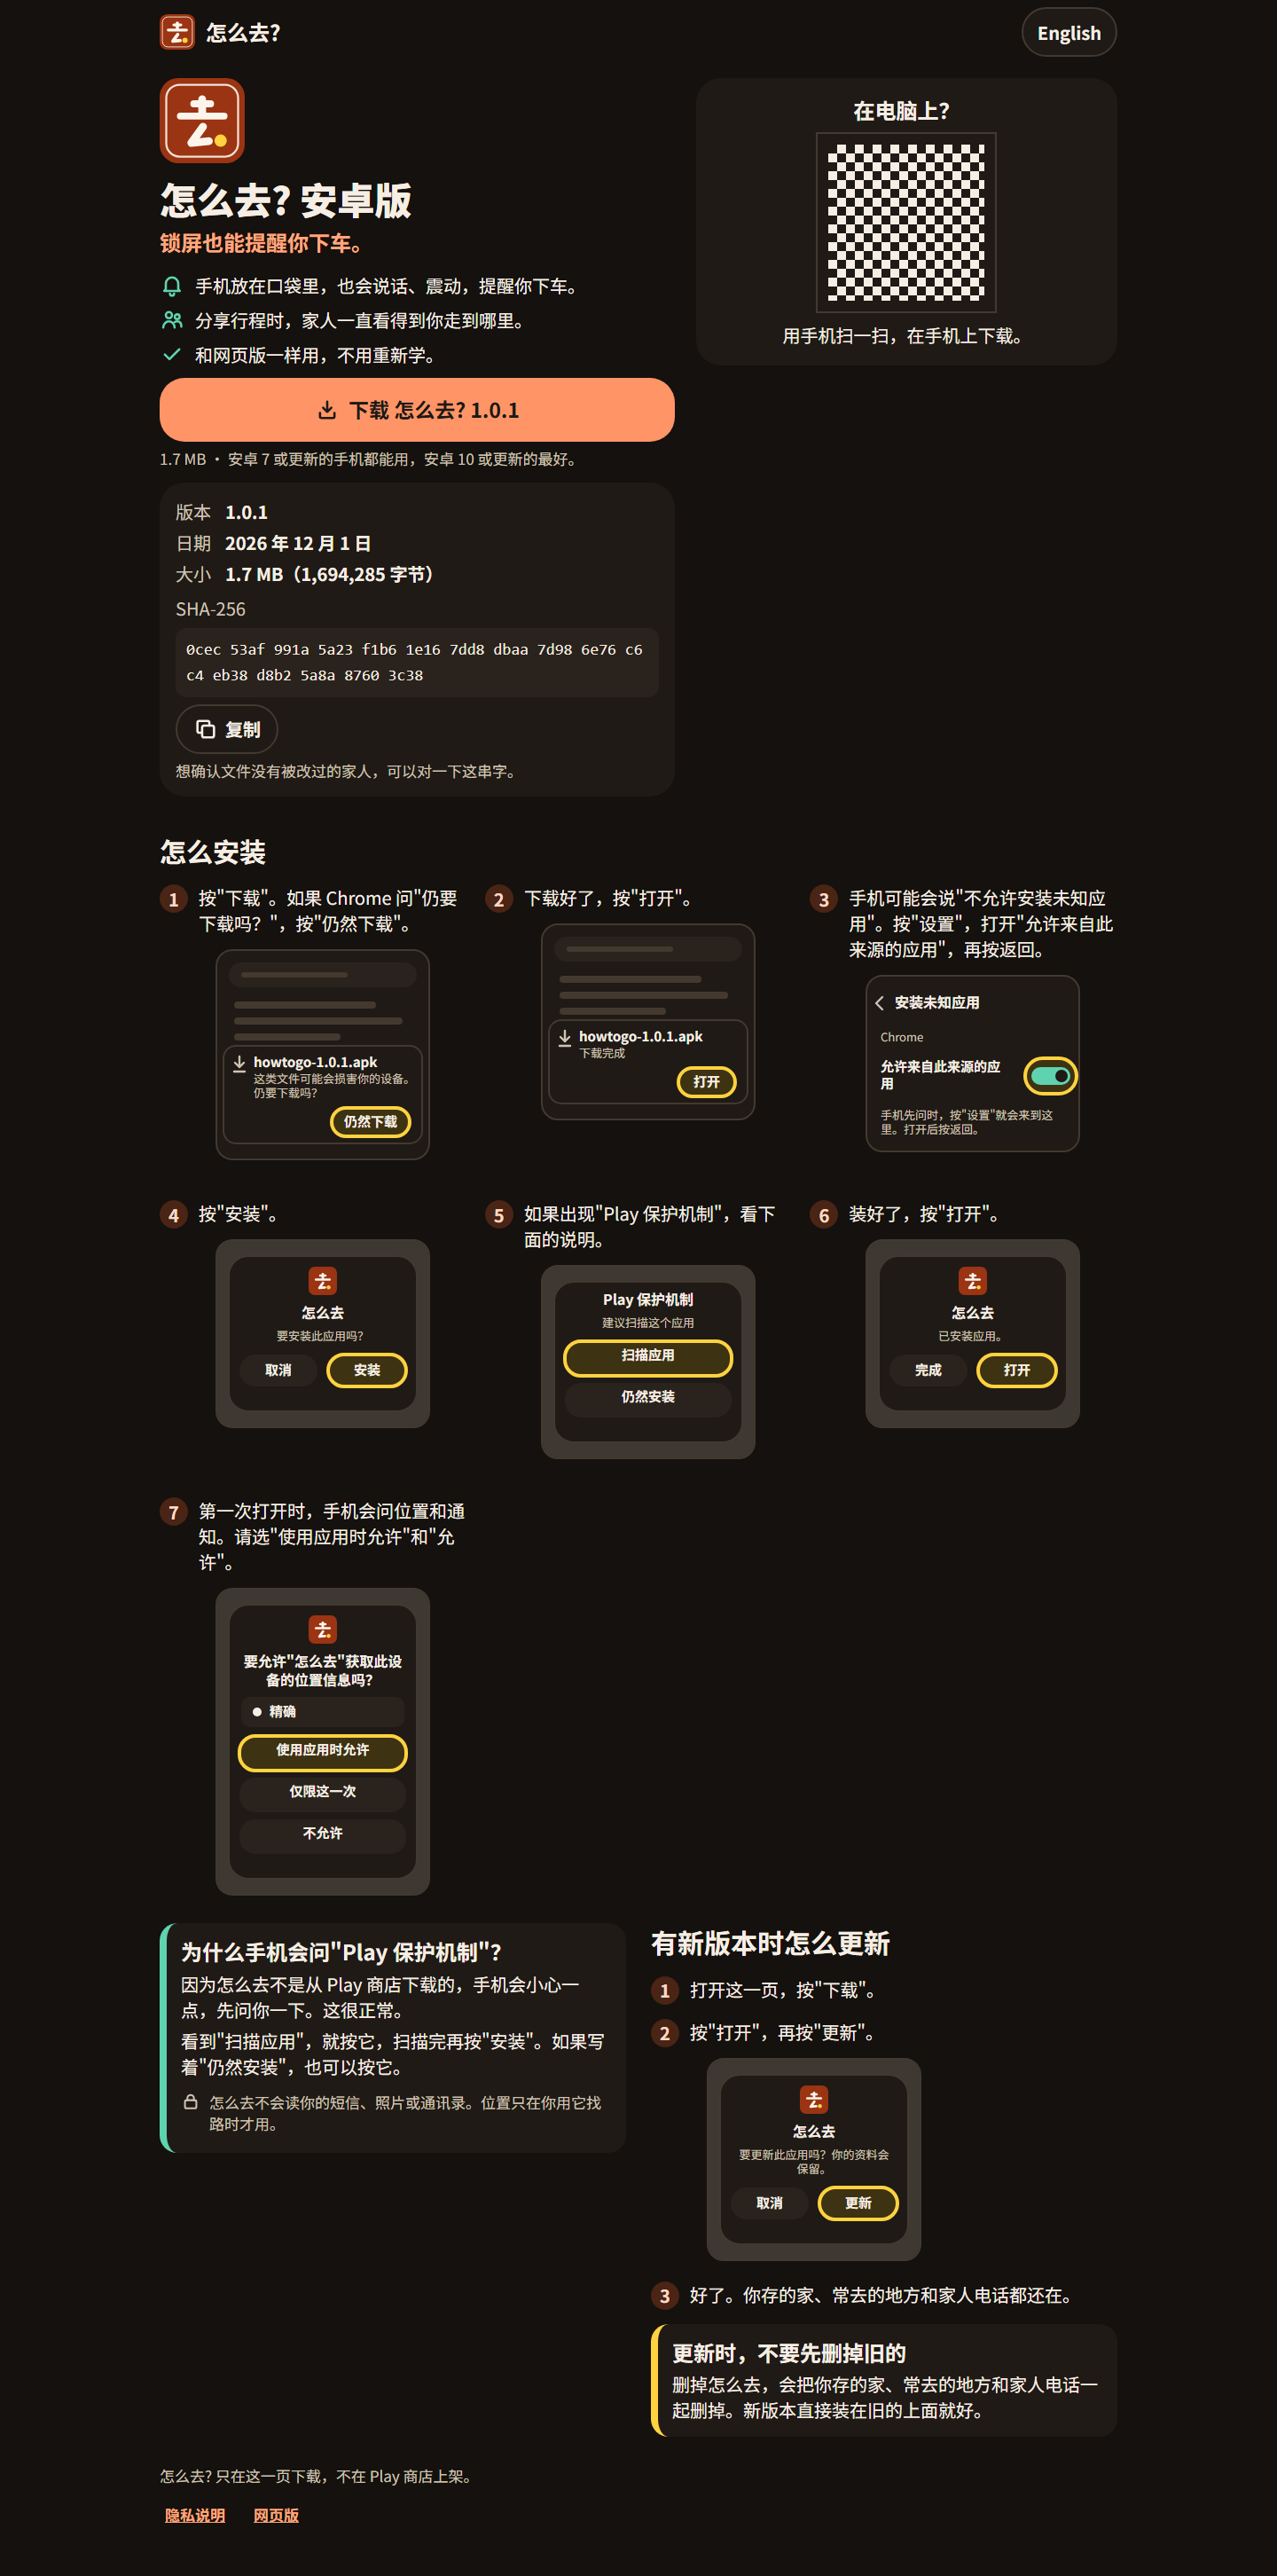 去
怎么去?
English
去
怎么去? 安卓版
锁屏也能提醒你下车。
手机放在口袋里，也会说话、震动，提醒你下车。
分享行程时，家人一直看得到你走到哪里。
和网页版一样用，不用重新学。
下载 怎么去? 1.0.1
1.7 MB · 安卓 7 或更新的手机都能用，安卓 10 或更新的最好。
在电脑上?
用手机扫一扫，在手机上下载。
版本 1.0.1
日期 2026 年 12 月 1 日
大小 1.7 MB（1,694,285 字节）
SHA-256
0cec 53af 991a 5a23 f1b6 1e16 7dd8 dbaa 7d98 6e76 c6
c4 eb38 d8b2 5a8a 8760 3c38
复制
想确认文件没有被改过的家人，可以对一下这串字。
怎么安装
1 按"下载"。如果 Chrome 问"仍要
下载吗？"，按"仍然下载"。
howtogo-1.0.1.apk
这类文件可能会损害你的设备。
仍要下载吗?
仍然下载
2 下载好了，按"打开"。
howtogo-1.0.1.apk
下载完成
打开
3 手机可能会说"不允许安装未知应
用"。按"设置"，打开"允许来自此
来源的应用"，再按返回。
安装未知应用
Chrome
允许来自此来源的应
用
手机先问时，按"设置"就会来到这
里。打开后按返回。
4 按"安装"。
去
怎么去
要安装此应用吗?
取消
安装
5 如果出现"Play 保护机制"，看下
面的说明。
Play 保护机制
建议扫描这个应用
扫描应用
仍然安装
6 装好了，按"打开"。
去
怎么去
已安装应用。
完成
打开
7 第一次打开时，手机会问位置和通
知。请选"使用应用时允许"和"允
许"。
去
要允许"怎么去"获取此设
备的位置信息吗?
精确
使用应用时允许
仅限这一次
不允许
为什么手机会问"Play 保护机制"?
因为怎么去不是从 Play 商店下载的，手机会小心一
点，先问你一下。这很正常。
看到"扫描应用"，就按它，扫描完再按"安装"。如果写
着"仍然安装"，也可以按它。
怎么去不会读你的短信、照片或通讯录。位置只在你用它找
路时才用。
有新版本时怎么更新
1 打开这一页，按"下载"。
2 按"打开"，再按"更新"。
去
怎么去
要更新此应用吗？你的资料会
保留。
取消
更新
3 好了。你存的家、常去的地方和家人电话都还在。
更新时，不要先删掉旧的
删掉怎么去，会把你存的家、常去的地方和家人电话一
起删掉。新版本直接装在旧的上面就好。
怎么去? 只在这一页下载，不在 Play 商店上架。
隐私说明
网页版